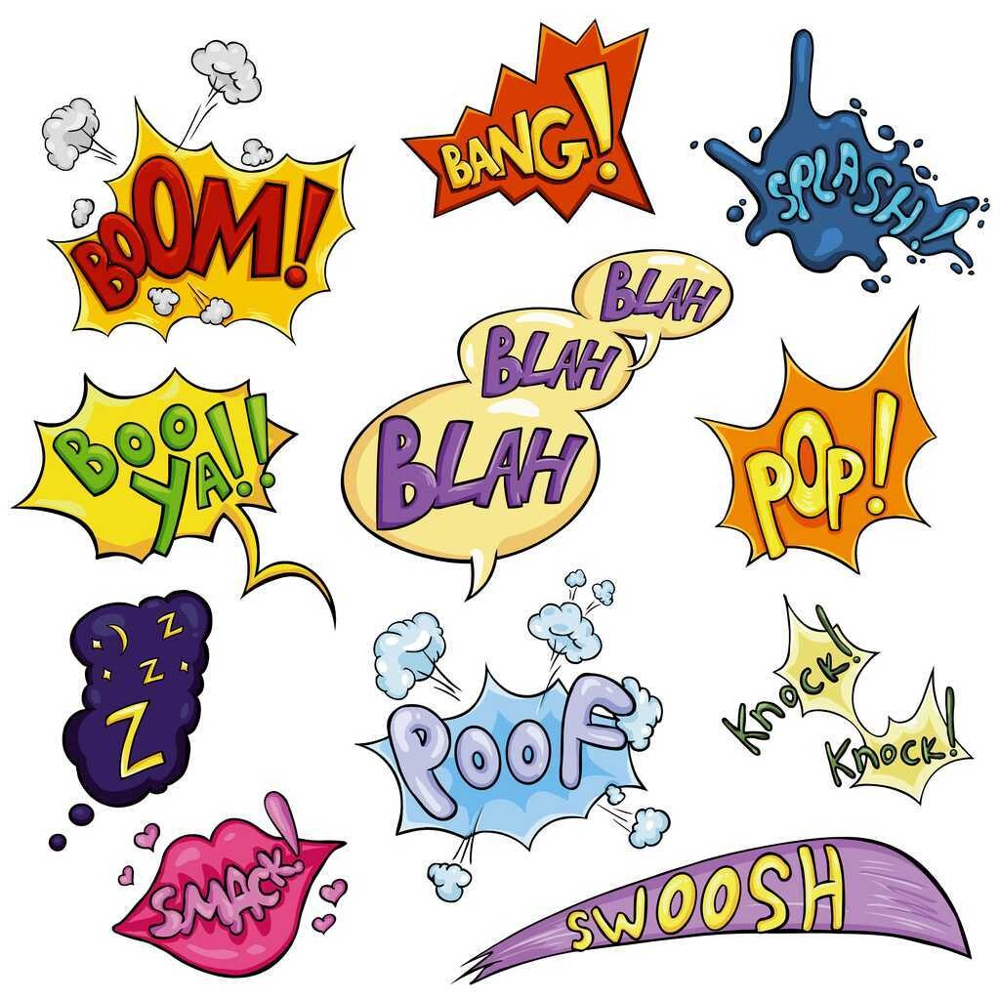 BOOM!
BANG!
SPLASH!
BLAH
BLAH
BLAH
BOO
YA!!
POP!
Z
Z
Z
POOF
Knock!
Knock!
SMACK!
SWOOSH